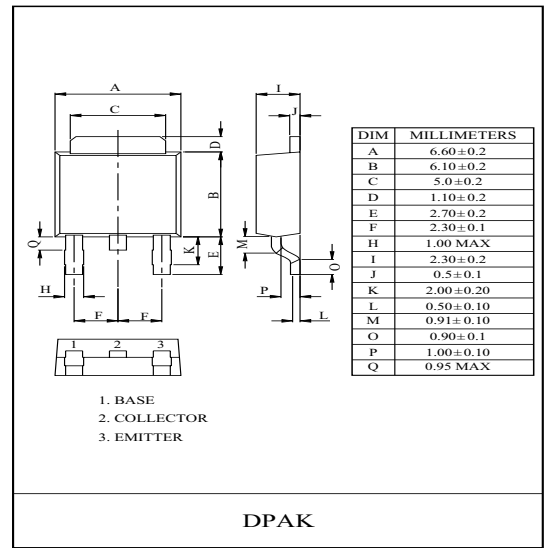 A
C
I
J
D
B
Q
K
E
M
O
H
P
F F
L
1 2 3
1. BASE
2. COLLECTOR
3. EMITTER
DIM MILLIMETERS
A 6.60±0.2
B 6.10±0.2
C 5.0±0.2
D 1.10±0.2
E 2.70±0.2
F 2.30±0.1
H 1.00 MAX
I 2.30±0.2
J 0.5±0.1
K 2.00±0.20
L 0.50±0.10
M 0.91±0.10
O 0.90±0.1
P 1.00±0.10
Q 0.95 MAX
DPAK